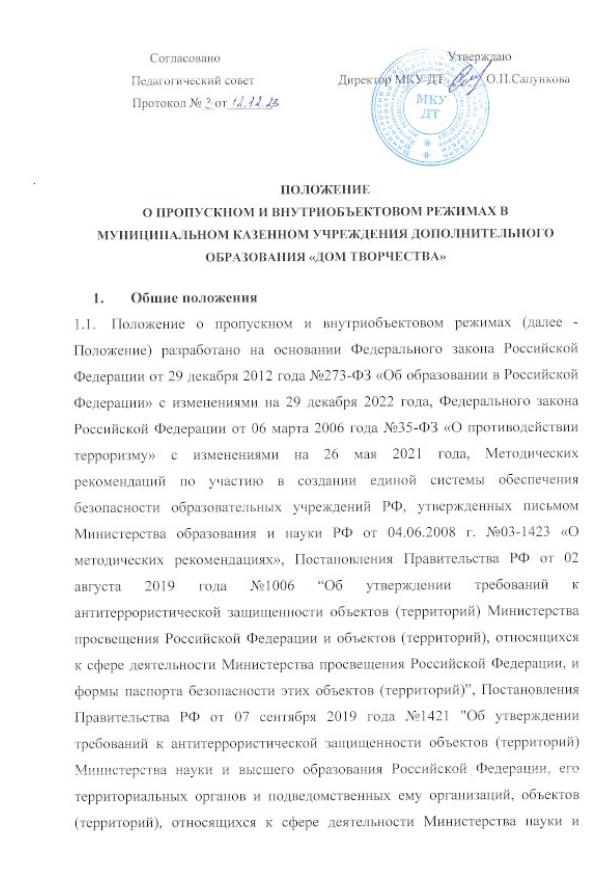 Согласовано Утверждаю
Педагогический совет Директор МКУ ДТ О.П.Сапункова
Протокол № 3 от 12.12.23
МКУ
ДТ
ПОЛОЖЕНИЕ
О ПРОПУСКНОМ И ВНУТРИОБЪЕКТОВОМ РЕЖИМАХ В
МУНИЦИПАЛЬНОМ КАЗЕННОМ УЧРЕЖДЕНИЯ ДОПОЛНИТЕЛЬНОГО
ОБРАЗОВАНИЯ «ДОМ ТВОРЧЕСТВА»
1. Общие положения
1.1. Положение о пропускном и внутриобъектовом режимах (далее -
Положение) разработано на основании Федерального закона Российской
Федерации от 29 декабря 2012 года №273-ФЗ «Об образовании в Российской
Федерации» с изменениями на 29 декабря 2022 года, Федерального закона
Российской Федерации от 06 марта 2006 года №35-ФЗ «О противодействии
терроризму» с изменениями на 26 мая 2021 года, Методических
рекомендаций по участию в создании единой системы обеспечения
безопасности образовательных учреждений РФ, утвержденных письмом
Министерства образования и науки РФ от 04.06.2008 г. №03-1423 «О
методических рекомендациях», Постановления Правительства РФ от 02
августа 2019 года №1006 “Об утверждении требований к
антитеррористической защищенности объектов (территорий) Министерства
просвещения Российской Федерации и объектов (территорий), относящихся
к сфере деятельности Министерства просвещения Российской Федерации, и
формы паспорта безопасности этих объектов (территорий)”, Постановления
Правительства РФ от 07 сентября 2019 года №1421 "Об утверждении
требований к антитеррористической защищенности объектов (территорий)
Министерства науки и высшего образования Российской Федерации, его
территориальных органов и подведомственных ему организаций, объектов
(территорий), относящихся к сфере деятельности Министерства науки и